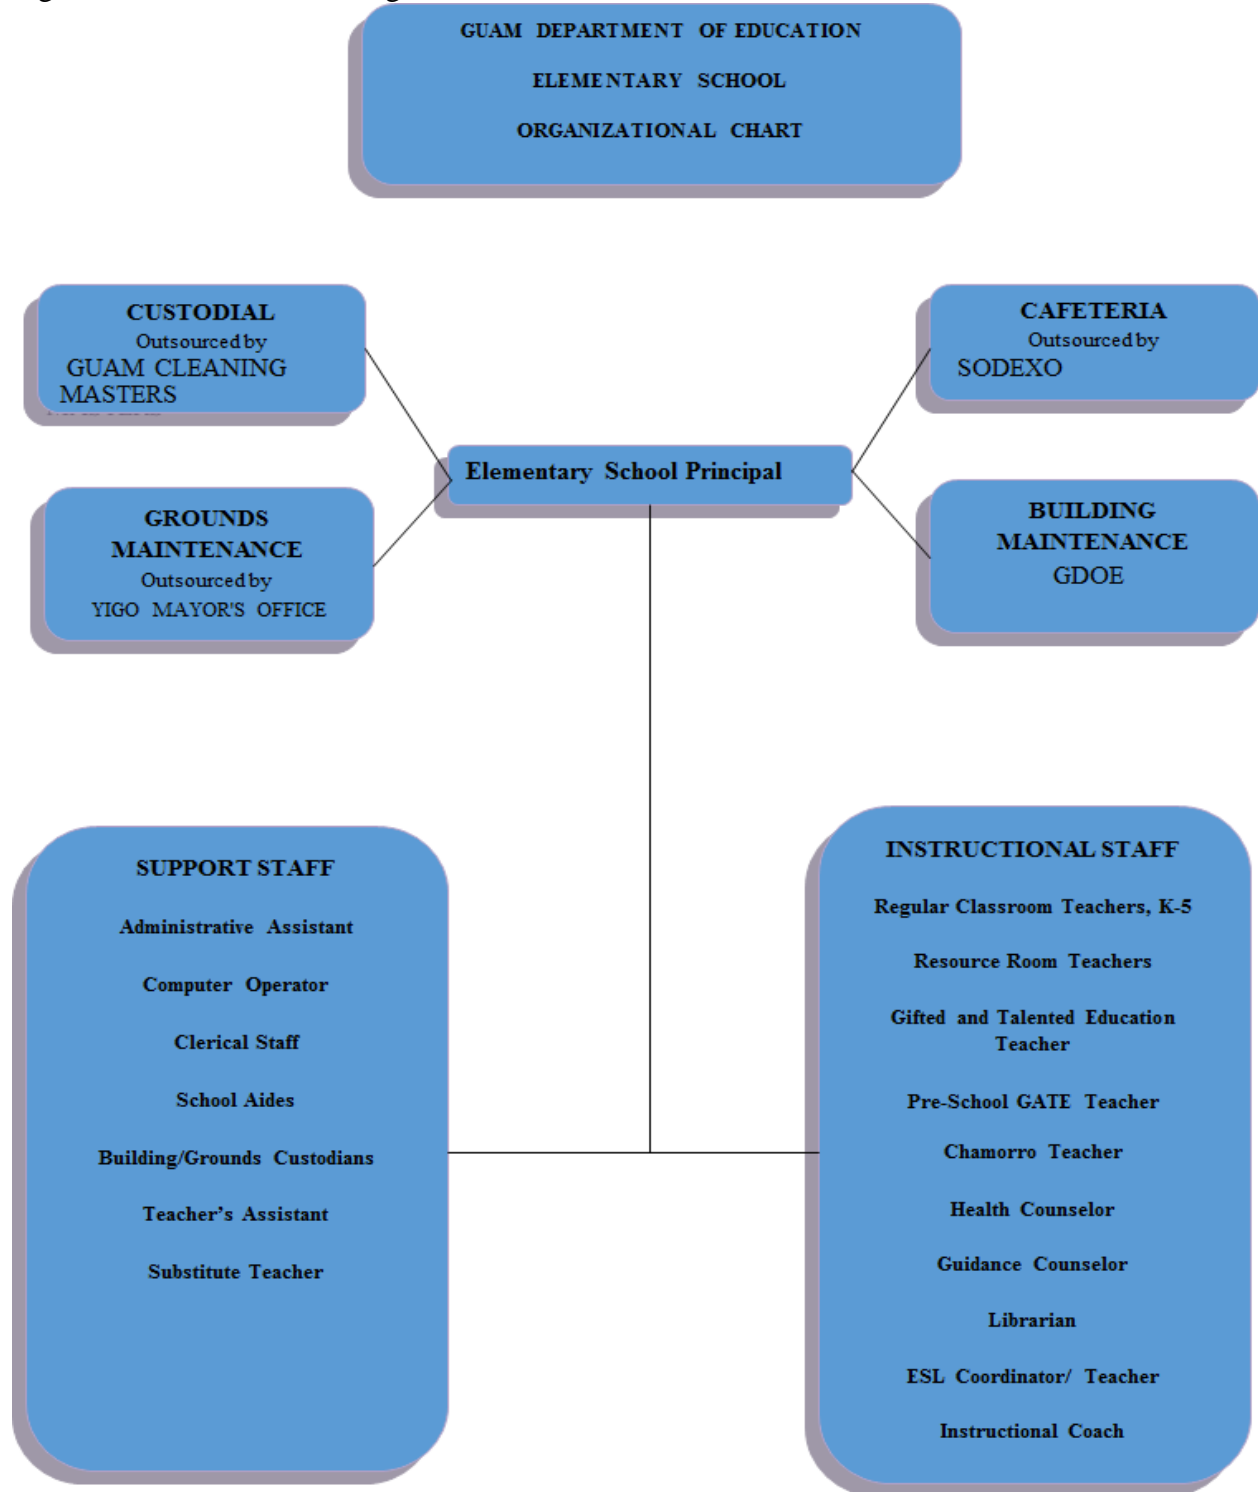 GUAM DEPARTMENT OF EDUCATION
ELEMENTARY SCHOOL
ORGANIZATIONAL CHART
CUSTODIAL
Outsourced by
GUAM CLEANING
MASTERS
CAFETERIA
Outsourced by
SODEXO
Elementary School Principal
GROUNDS
MAINTENANCE
Outsourced by
YIGO MAYOR'S OFFICE
BUILDING
MAINTENANCE
GDOE
SUPPORT STAFF
Administrative Assistant
Computer Operator
Clerical Staff
School Aides
Building/Grounds Custodians
Teacher’s Assistant
Substitute Teacher
INSTRUCTIONAL STAFF
Regular Classroom Teachers, K-5
Resource Room Teachers
Gifted and Talented Education
Teacher
Pre-School GATE Teacher
Chamorro Teacher
Health Counselor
Guidance Counselor
Librarian
ESL Coordinator/ Teacher
Instructional Coach